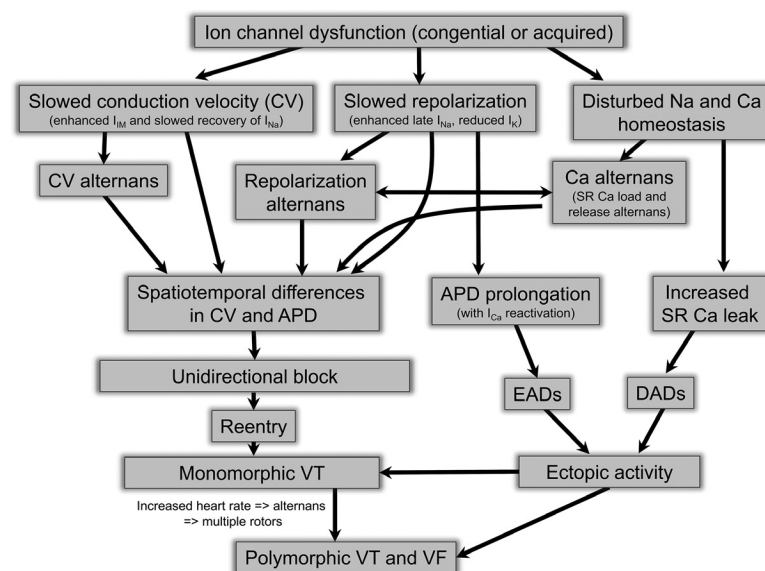 Ion channel dysfunction (congential or acquired)
Slowed conduction velocity (CV)
(enhanced I_IM and slowed recovery of I_Na)
Slowed repolarization
(enhanced late I_Na, reduced I_K)
Disturbed Na and Ca
homeostasis
CV alternans
Repolarization
alternans
Ca alternans
(SR Ca load and
release alternans)
Spatiotemporal differences
in CV and APD
APD prolongation
(with I_Ca reactivation)
Increased
SR Ca leak
Unidirectional block
EADs
DADs
Reentry
Monomorphic VT
Ectopic activity
Increased heart rate => alternans
=> multiple rotors
Polymorphic VT and VF